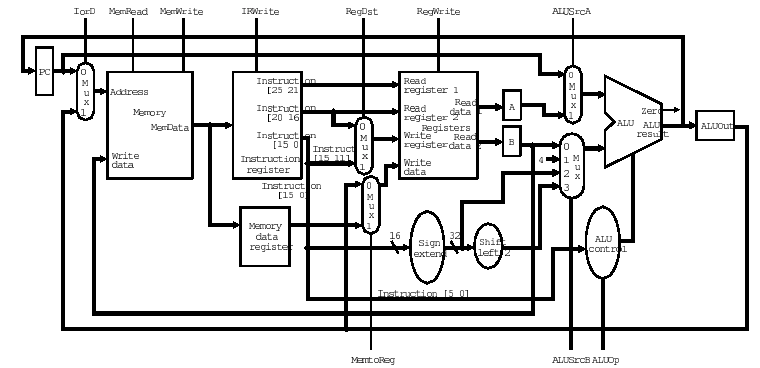 IorD MemRead MemWrite IRWrite RegDst RegWrite ALUSrcA
PC
0
M
u
x
1
Address
Memory
MemData
Write
data
Instruction
[25 21]
Instruction
[20 16]
Instruction
[15 0]
Instruction
register
Instruction
[15 11]
Instruction
[15 0]
Memory
data
register
0
M
u
x
1
0
M
u
x
1
Read
register 1
Read
register 2
Registers
Write
register
Write
data
Read
data
Read
data
A
B
4
0
M
u
x
1
0
1
2
3
M
u
x
ALU
Zero
ALU
result
ALUOut
16
Sign
extend
32
Shift
left 2
ALU
control
Instruction [5 0]
MemtoReg ALUSrcB ALUOp